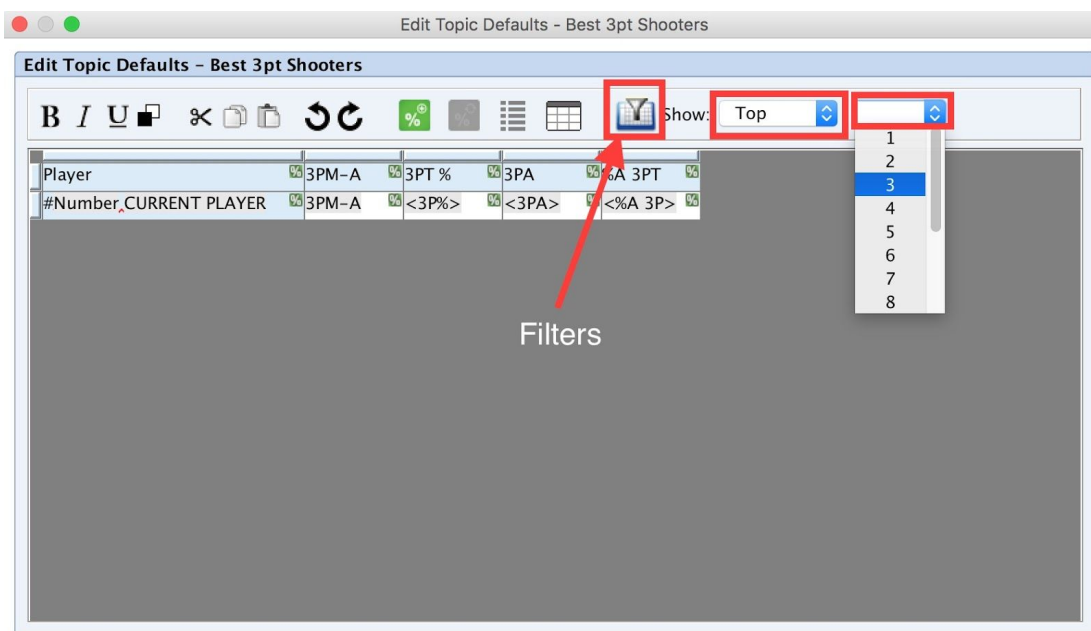 Edit Topic Defaults - Best 3pt Shooters
Edit Topic Defaults – Best 3pt Shooters
B I U % % Show: Top
1
2
3
4
5
6
7
8
Player % 3PM-A % 3PT % % 3PA % %A 3PT %
#Number CURRENT PLAYER % 3PM-A % <3P%> % <3PA> % <%A 3P> %
Filters